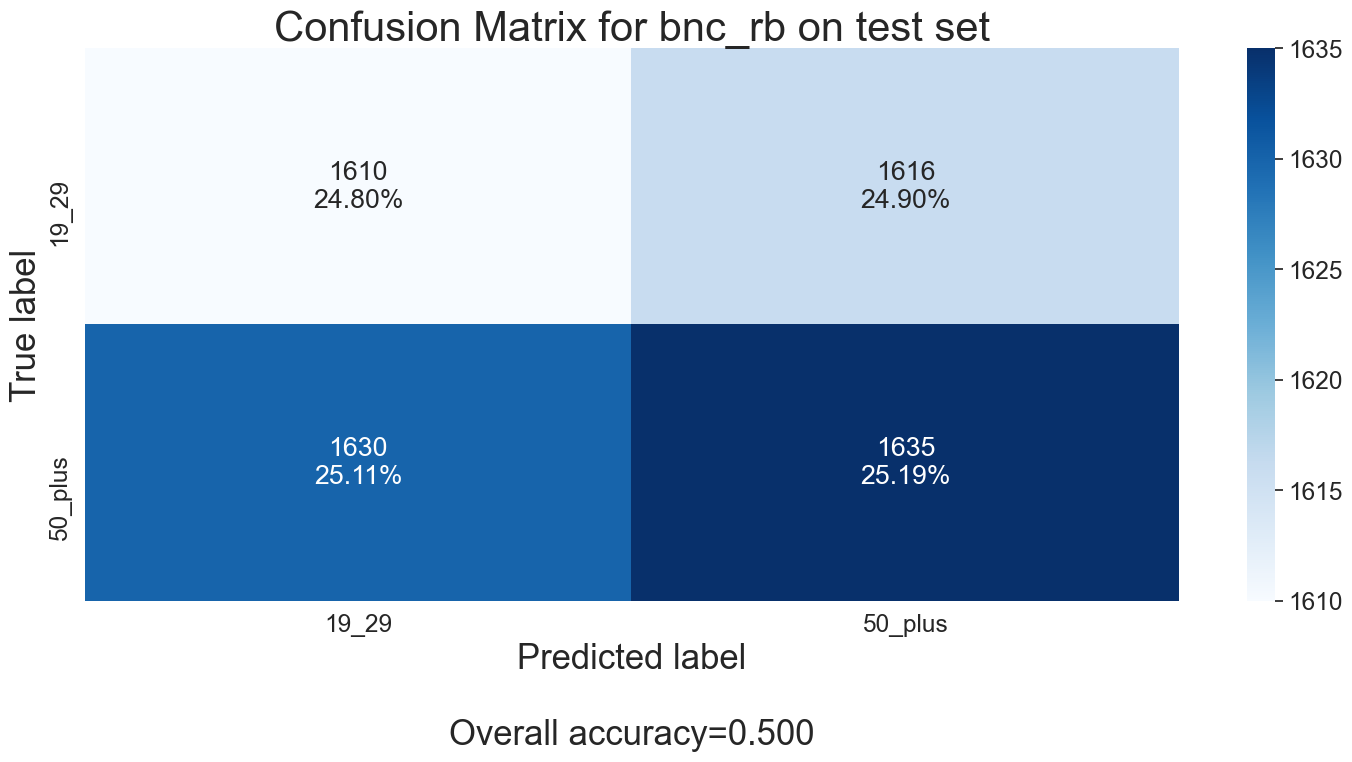 Confusion Matrix for bnc_rb on test set
True label
19_29
1610
24.80%
1616
24.90%
50_plus
1630
25.11%
1635
25.19%
19_29
50_plus
Predicted label
Overall accuracy=0.500
1635
1630
1625
1620
1615
1610